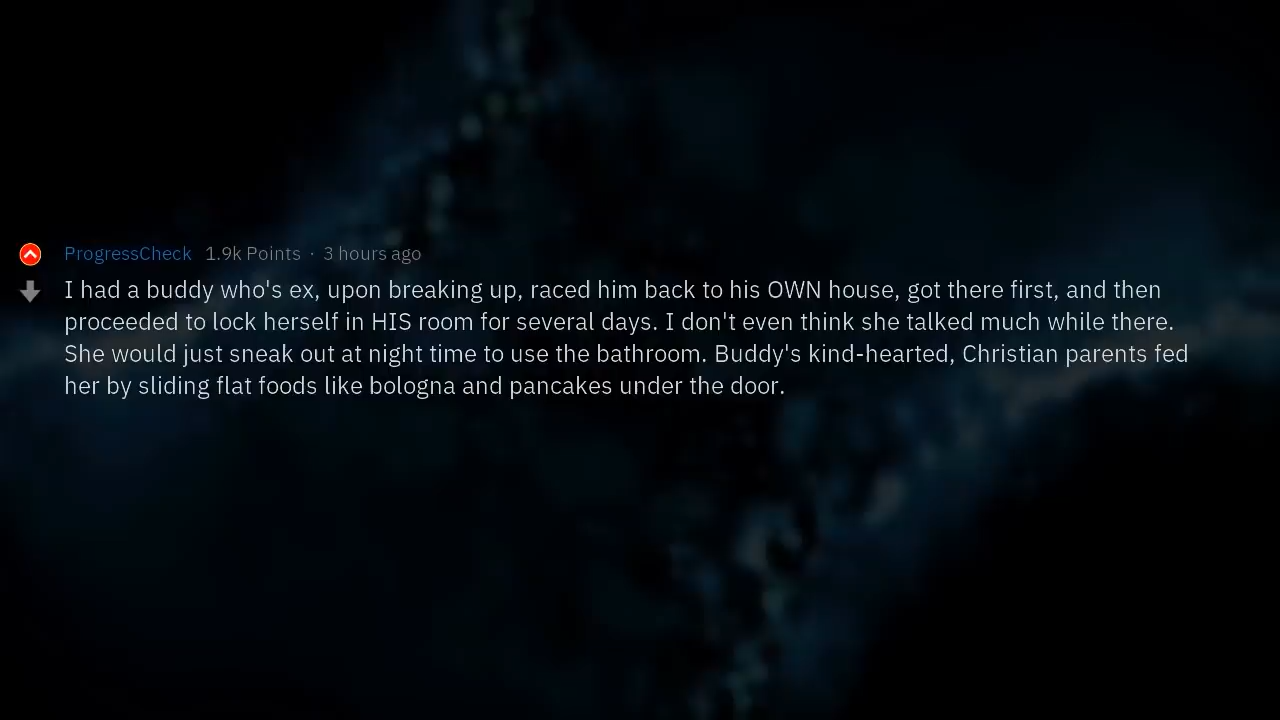 ProgressCheck 1.9k Points · 3 hours ago
I had a buddy who's ex, upon breaking up, raced him back to his OWN house, got there first, and then
proceeded to lock herself in HIS room for several days. I don't even think she talked much while there.
She would just sneak out at night time to use the bathroom. Buddy's kind-hearted, Christian parents fed
her by sliding flat foods like bologna and pancakes under the door.